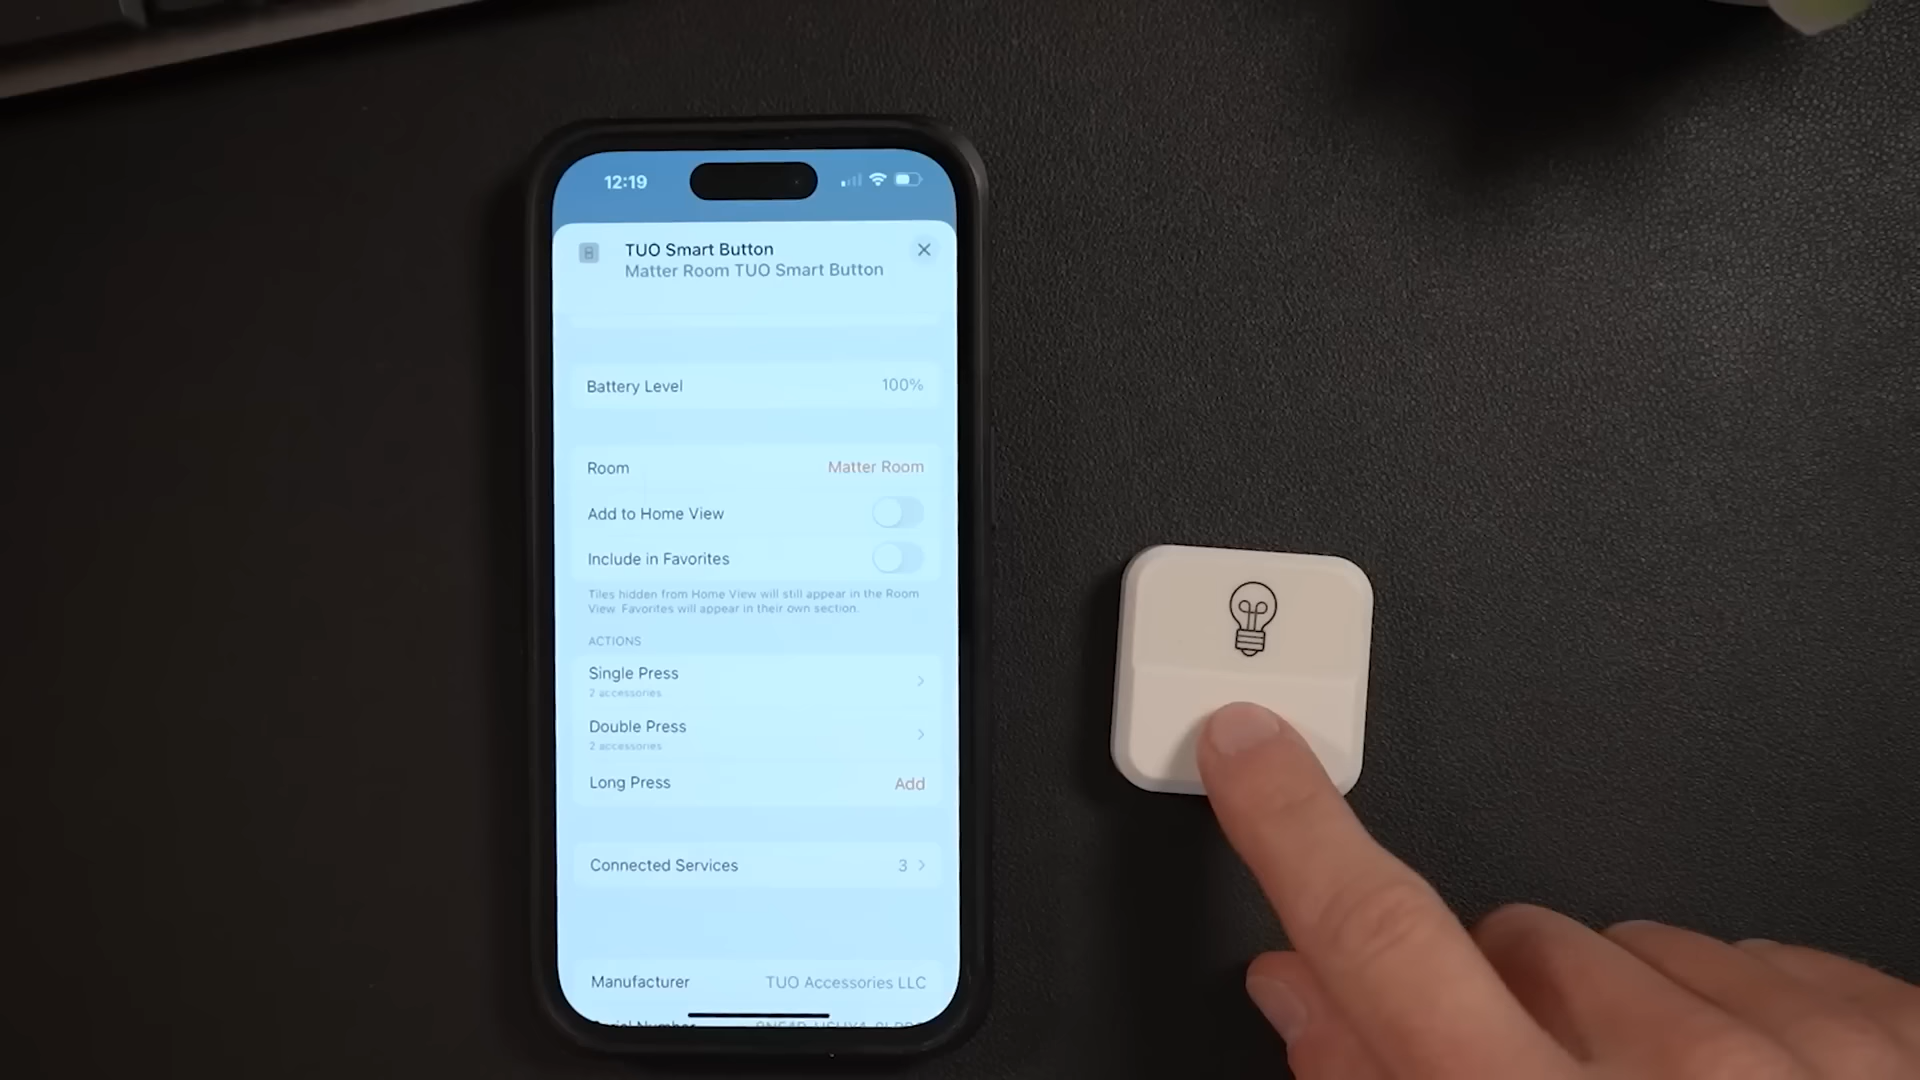 12:19
TUO Smart Button
Matter Room TUO Smart Button
Battery Level 100%
Room Matter Room
Add to Home View
Include in Favorites
Tiles hidden from Home View will still appear in the Room
View. Favorites will appear in their own section.
ACTIONS
Single Press
2 accessories
Double Press
2 accessories
Long Press Add
Connected Services 3
Manufacturer TUO Accessories LLC
Serial Number